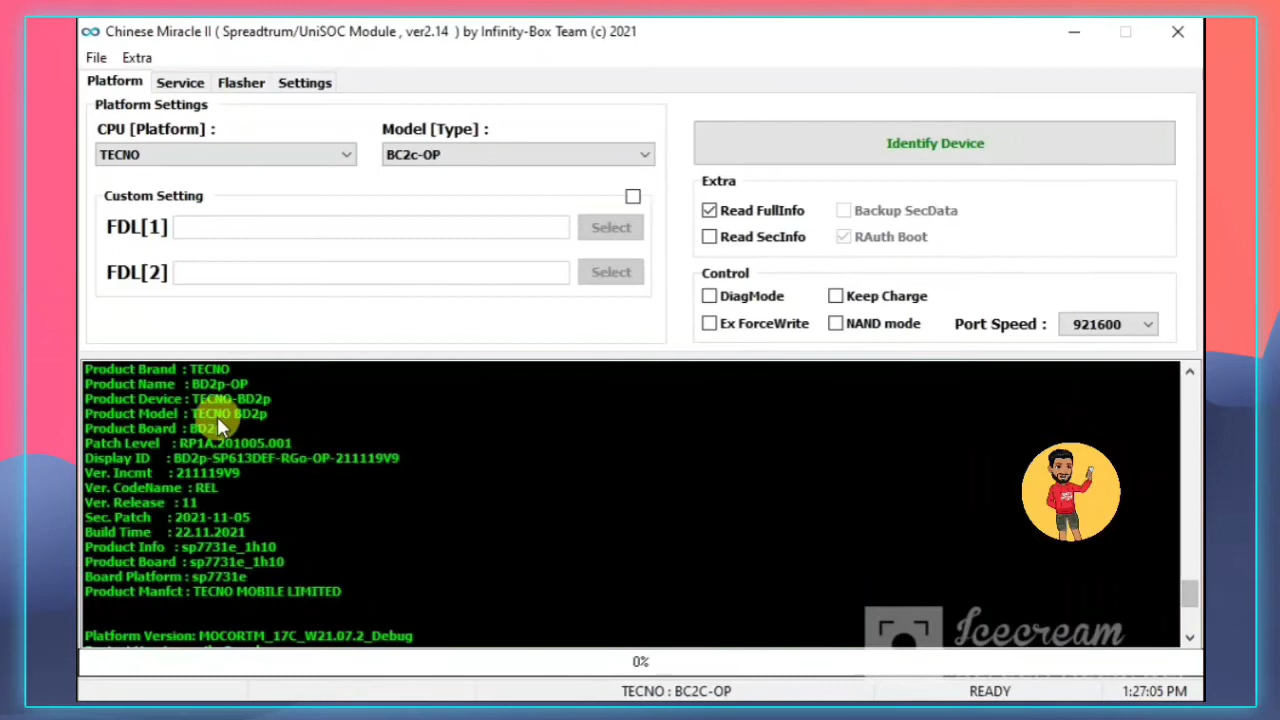 Chinese Miracle II ( Spreadtrum/UniSOC Module , ver2.14 ) by Infinity-Box Team (c) 2021
File Extra
Platform Service Flasher Settings
Platform Settings
CPU [Platform] : Model [Type] :
TECNO BC2c-OP
Identify Device
Custom Setting
FDL[1] Select
FDL[2] Select
Extra
Read FullInfo Backup SecData
Read SecInfo RAuth Boot
Control
DiagMode Keep Charge
Ex ForceWrite NAND mode Port Speed : 921600
Product Brand : TECNO
Product Name : BD2p-OP
Product Device : TECNO-BD2p
Product Model : TECNO BD2p
Product Board :
Patch Level : RP1A.201005.001
Display ID : BD2p-SP613DEF-RGo-OP-211119V9
Ver. Incmt : 211119V9
Ver. CodeName : REL
Ver. Release : 11
Sec. Patch : 2021-11-05
Build Time : 22.11.2021
Product Info : sp7731e_1h10
Product Board : sp7731e_1h10
Board Platform : sp7731e
Product Manfct : TECNO MOBILE LIMITED
Platform Version: MOCORTM_17C_W21.07.2_Debug
Icecream
0%
TECNO : BC2C-OP READY 1:27:05 PM